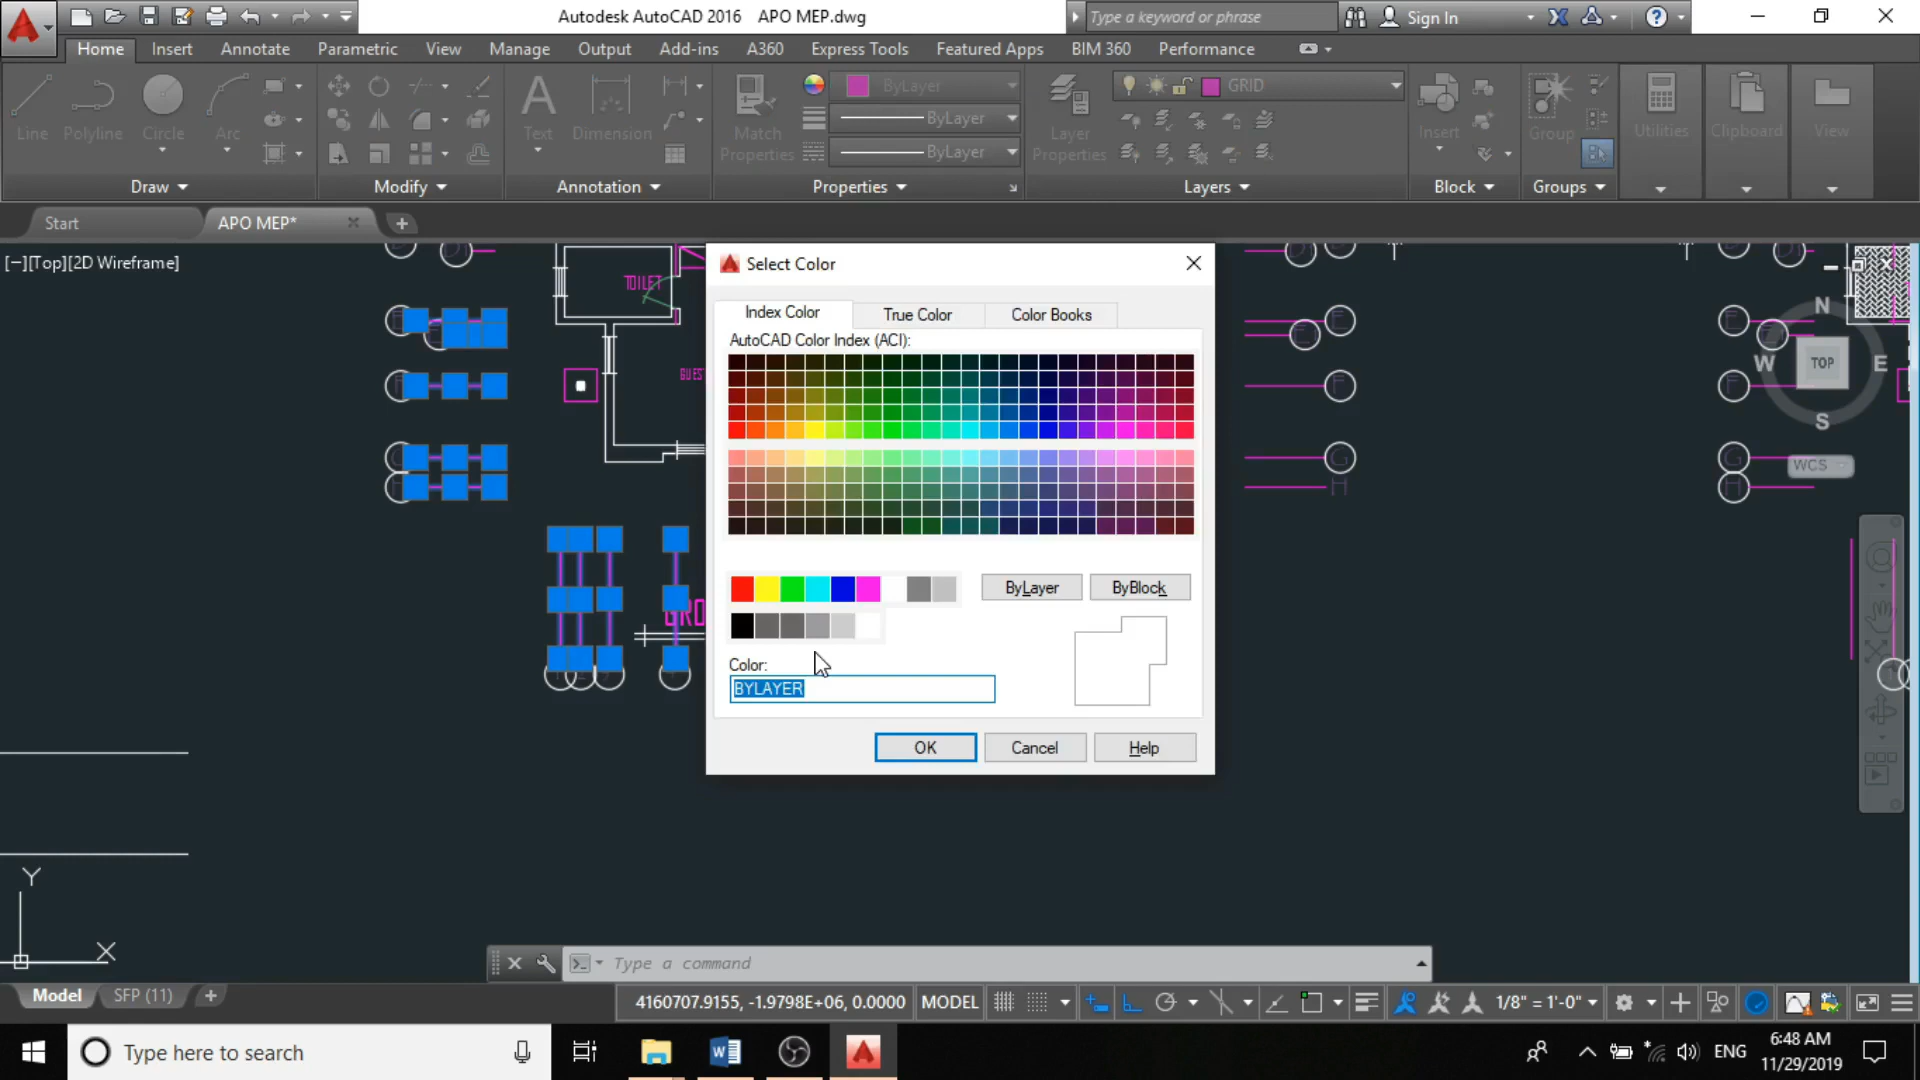 Autodesk AutoCAD 2016 APO MEP.dwg
Type a keyword or phrase
Sign In
Home Insert Annotate Parametric View Manage Output Add-ins A360 Express Tools Featured Apps BIM 360 Performance
ByLayer
GRID
ByLayer
ByLayer
Line Polyline Circle Arc
Text Dimension
Match
Properties
Layer
Properties
Insert
Group
Utilities
Clipboard
View
Draw Modify Annotation Properties Layers Block Groups
Start
APO MEP*
[−][Top][2D Wireframe]
TOILET
Select Color
Index Color True Color Color Books
AutoCAD Color Index (ACI):
ByLayer ByBlock
Color:
BYLAYER
OK Cancel Help
N
W TOP E
S
WCS
F
G
H
Y
X
Type a command
Model SFP (11)
4160707.9155, -1.9798E+06, 0.0000 MODEL
1/8" = 1'-0"
Type here to search
ENG
6:48 AM
11/29/2019